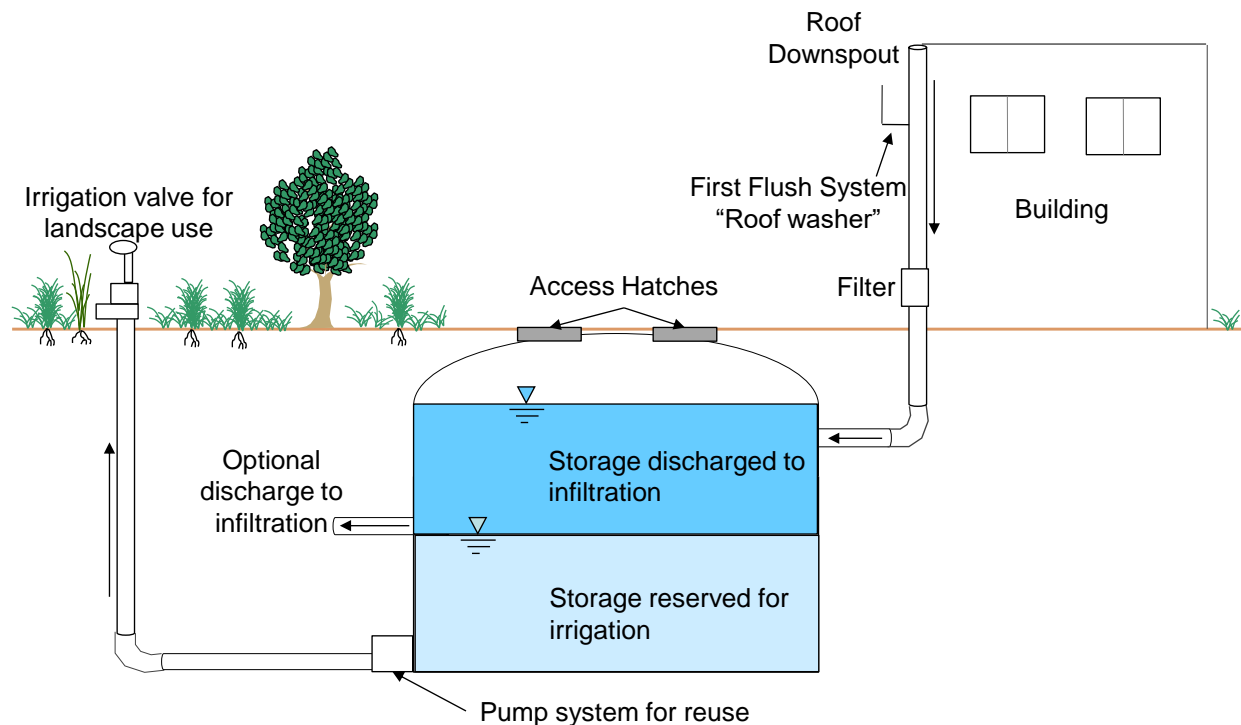 Roof
Downspout
First Flush System
“Roof washer”
Building
Irrigation valve for
landscape use
Access Hatches
Filter
Optional
discharge to
infiltration
Storage discharged to
infiltration
Storage reserved for
irrigation
Pump system for reuse